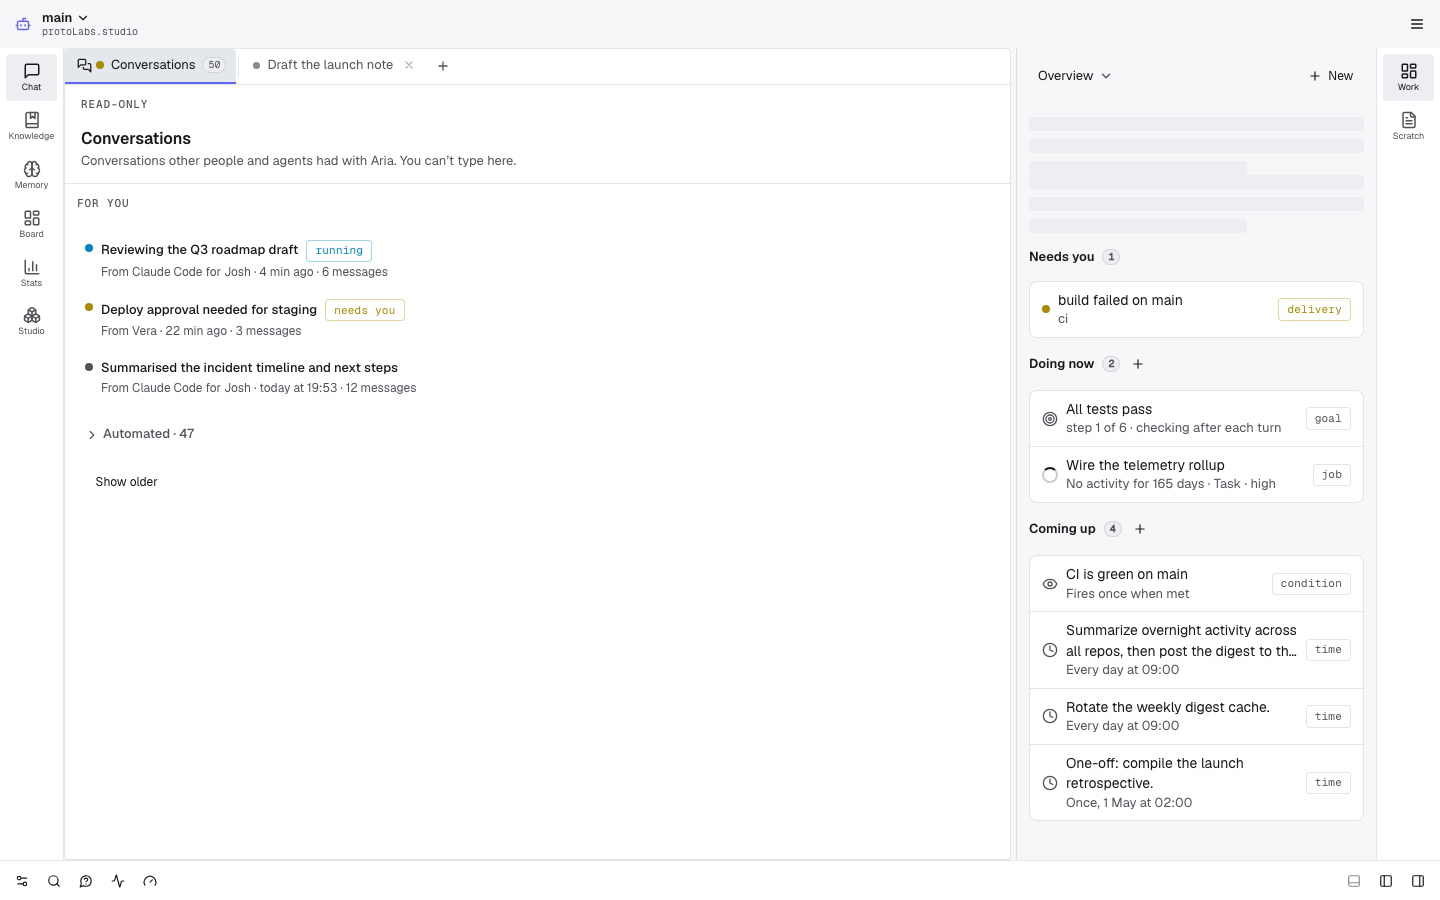 main
protoLabs.studio
Chat
Knowledge
Memory
Board
Stats
Studio
Conversations 50
Draft the launch note
READ-ONLY
Conversations
Conversations other people and agents had with Aria. You can’t type here.
FOR YOU
Reviewing the Q3 roadmap draft running
From Claude Code for Josh · 4 min ago · 6 messages
Deploy approval needed for staging needs you
From Vera · 22 min ago · 3 messages
Summarised the incident timeline and next steps
From Claude Code for Josh · today at 19:53 · 12 messages
Automated · 47
Show older
Overview
New
Needs you 1
build failed on main
ci
delivery
Doing now 2
All tests pass
step 1 of 6 · checking after each turn
goal
Wire the telemetry rollup
No activity for 165 days · Task · high
job
Coming up 4
CI is green on main
Fires once when met
condition
Summarize overnight activity across
all repos, then post the digest to th…
Every day at 09:00
time
Rotate the weekly digest cache.
Every day at 09:00
time
One-off: compile the launch
retrospective.
Once, 1 May at 02:00
time
Work
Scratch